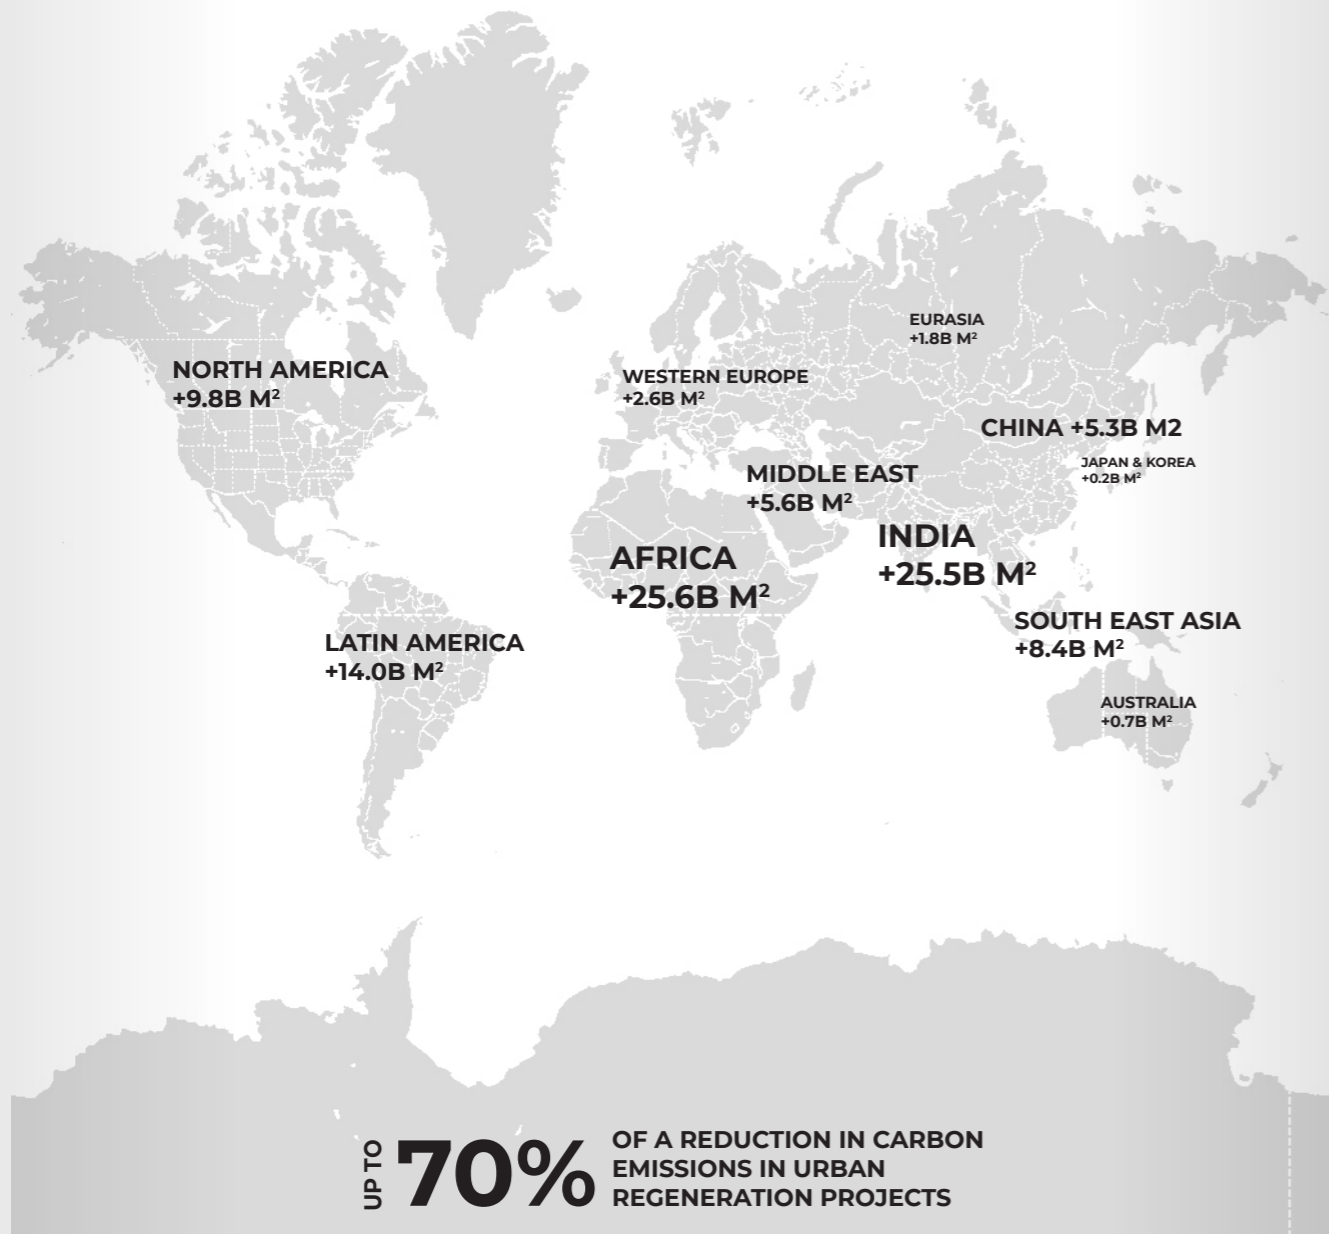 EURASIA
+1.8B M²
NORTH AMERICA
+9.8B M²
WESTERN EUROPE
+2.6B M²
CHINA +5.3B M2
JAPAN & KOREA
+0.2B M²
MIDDLE EAST
+5.6B M²
INDIA
+25.5B M²
AFRICA
+25.6B M²
SOUTH EAST ASIA
+8.4B M²
LATIN AMERICA
+14.0B M²
AUSTRALIA
+0.7B M²
UP TO
70%
OF A REDUCTION IN CARBON
EMISSIONS IN URBAN
REGENERATION PROJECTS